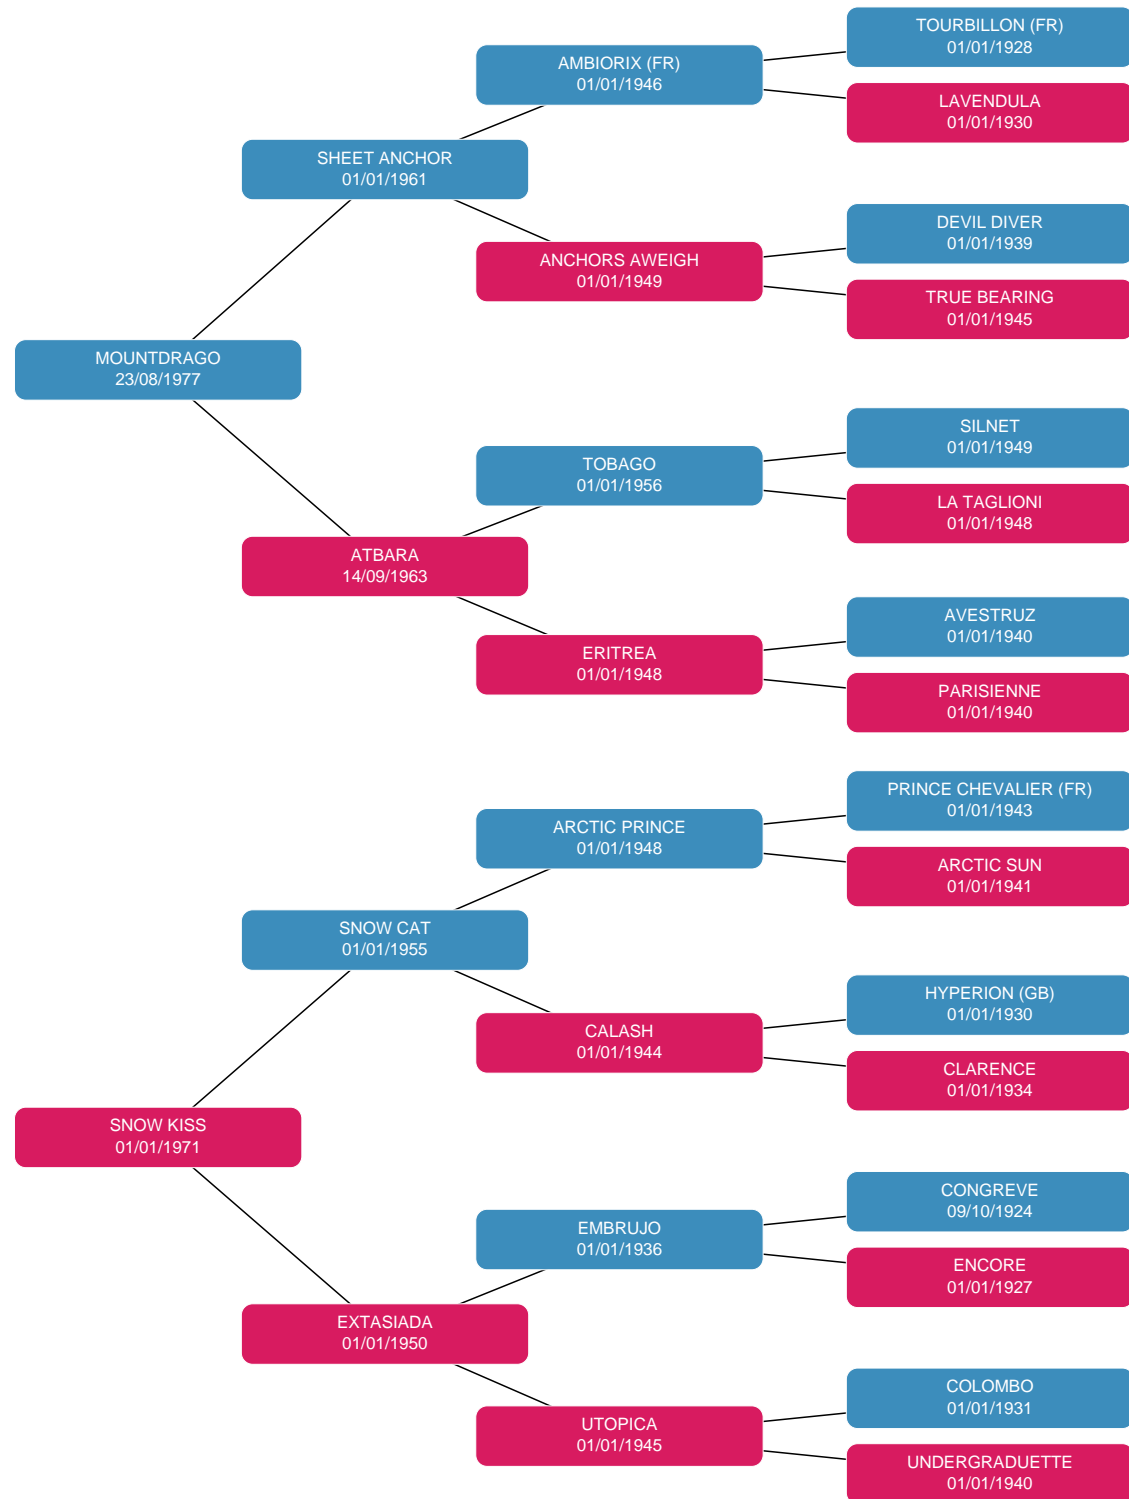 TOURBILLON (FR)
01/01/1928
AMBIORIX (FR)
01/01/1946
LAVENDULA
01/01/1930
SHEET ANCHOR
01/01/1961
DEVIL DIVER
01/01/1939
ANCHORS AWEIGH
01/01/1949
TRUE BEARING
01/01/1945
MOUNTDRAGO
23/08/1977
SILNET
01/01/1949
TOBAGO
01/01/1956
LA TAGLIONI
01/01/1948
ATBARA
14/09/1963
AVESTRUZ
01/01/1940
ERITREA
01/01/1948
PARISIENNE
01/01/1940
PRINCE CHEVALIER (FR)
01/01/1943
ARCTIC PRINCE
01/01/1948
ARCTIC SUN
01/01/1941
SNOW CAT
01/01/1955
HYPERION (GB)
01/01/1930
CALASH
01/01/1944
CLARENCE
01/01/1934
SNOW KISS
01/01/1971
CONGREVE
09/10/1924
EMBRUJO
01/01/1936
ENCORE
01/01/1927
EXTASIADA
01/01/1950
COLOMBO
01/01/1931
UTOPICA
01/01/1945
UNDERGRADUETTE
01/01/1940